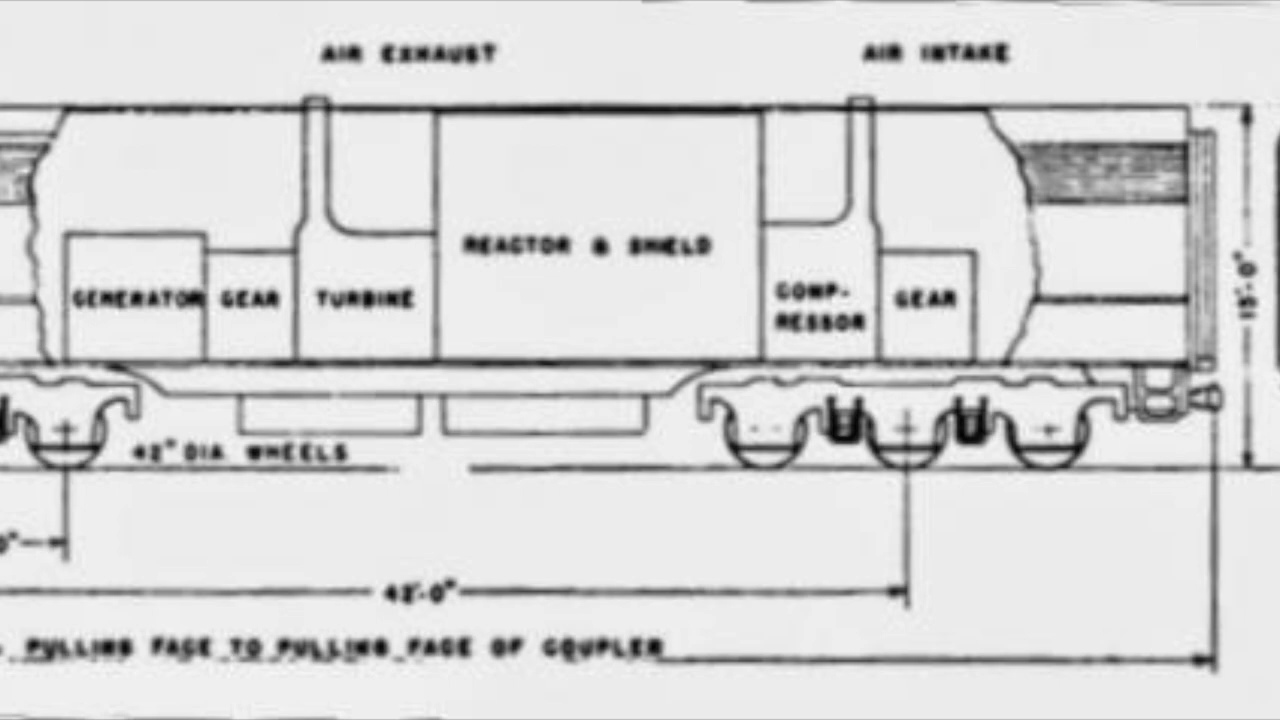 AIR EXHAUST
AIR INTAKE
REACTOR & SHIELD
GENERATOR
GEAR
TURBINE
COMP-
RESSOR
GEAR
15'-0"
42" DIA. WHEELS
0"
42'-0"
PULLING FACE TO PULLING FACE OF COUPLER